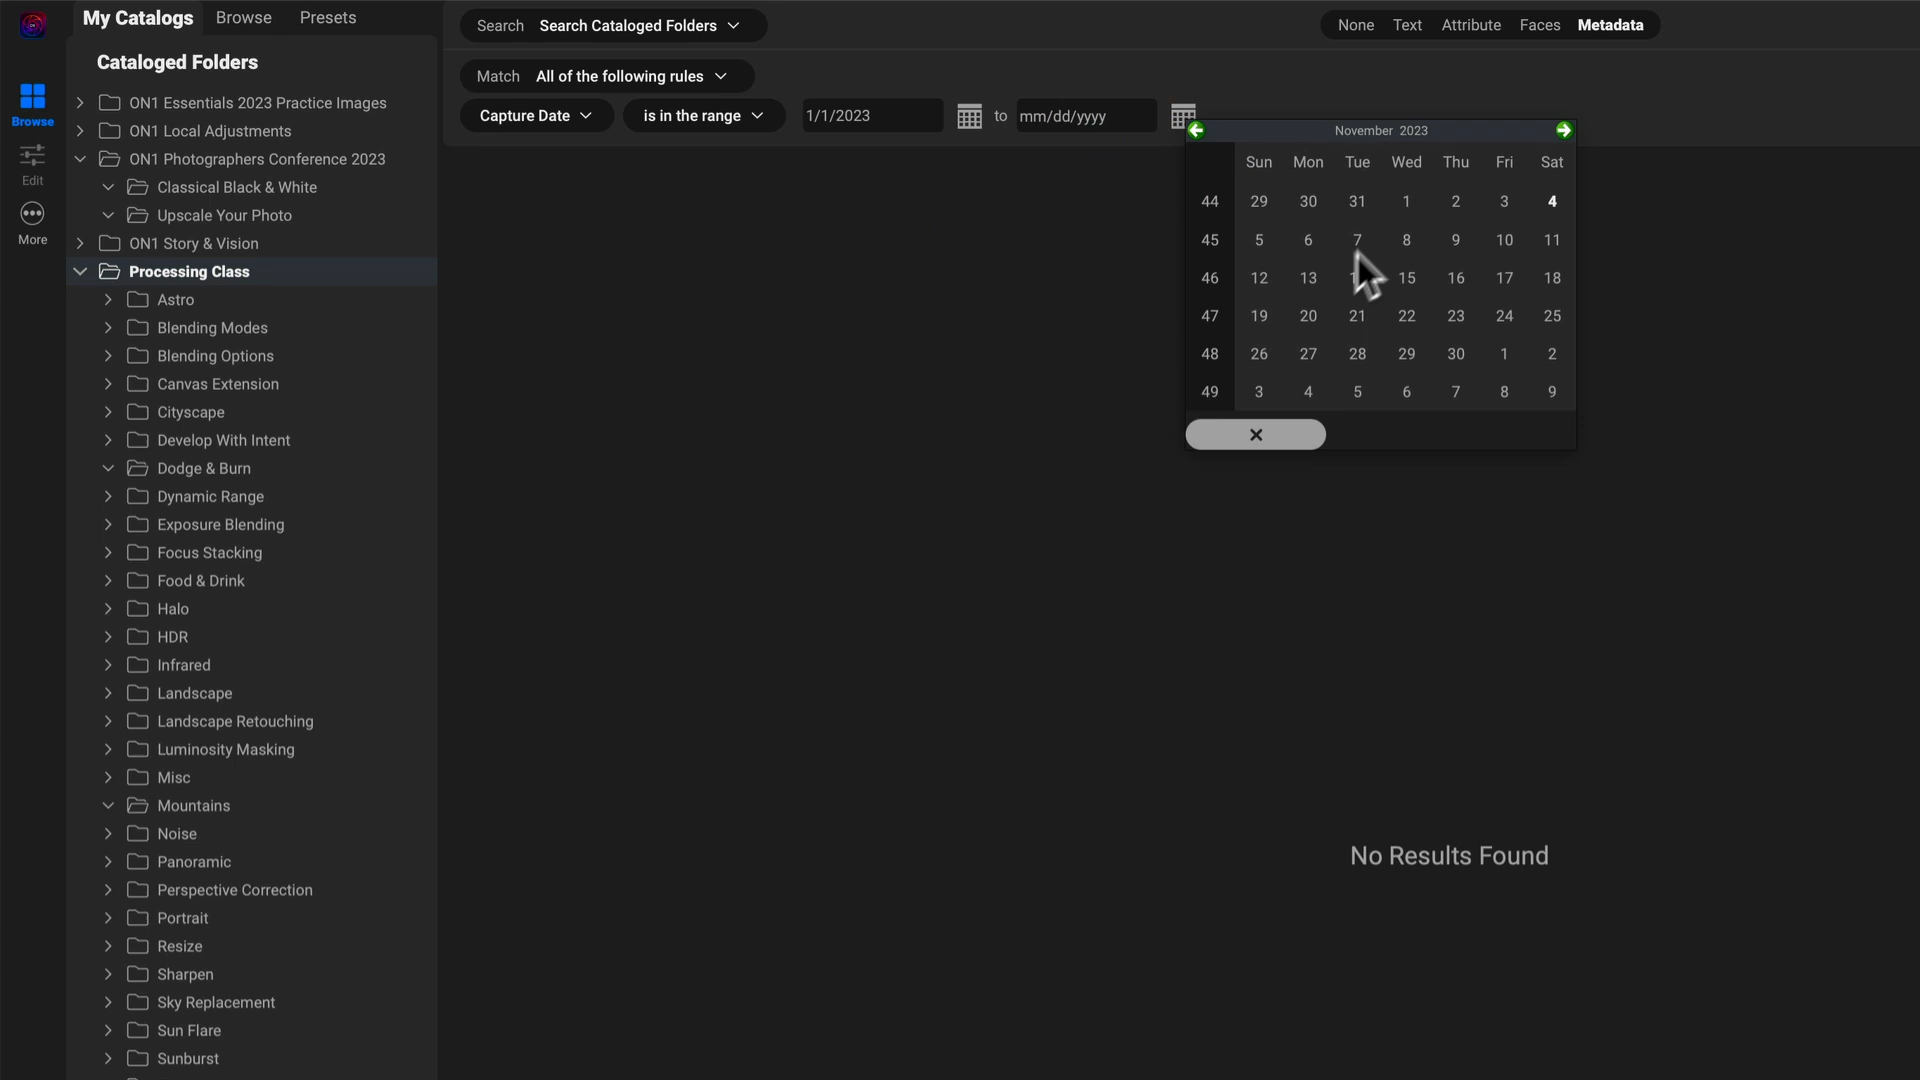 My Catalogs Browse Presets
Cataloged Folders
ON1 Essentials 2023 Practice Images
ON1 Local Adjustments
ON1 Photographers Conference 2023
Classical Black & White
Upscale Your Photo
ON1 Story & Vision
Processing Class
Astro
Blending Modes
Blending Options
Canvas Extension
Cityscape
Develop With Intent
Dodge & Burn
Dynamic Range
Exposure Blending
Focus Stacking
Food & Drink
Halo
HDR
Infrared
Landscape
Landscape Retouching
Luminosity Masking
Misc
Mountains
Noise
Panoramic
Perspective Correction
Portrait
Resize
Sharpen
Sky Replacement
Sun Flare
Sunburst
Browse
Edit
More
Search Search Cataloged Folders
None Text Attribute Faces Metadata
Match All of the following rules
Capture Date is in the range 1/1/2023 to mm/dd/yyyy
November 2023
Sun Mon Tue Wed Thu Fri Sat
44 29 30 31 1 2 3 4
45 5 6 7 8 9 10 11
46 12 13 15 16 17 18
47 19 20 21 22 23 24 25
48 26 27 28 29 30 1 2
49 3 4 5 6 7 8 9
No Results Found